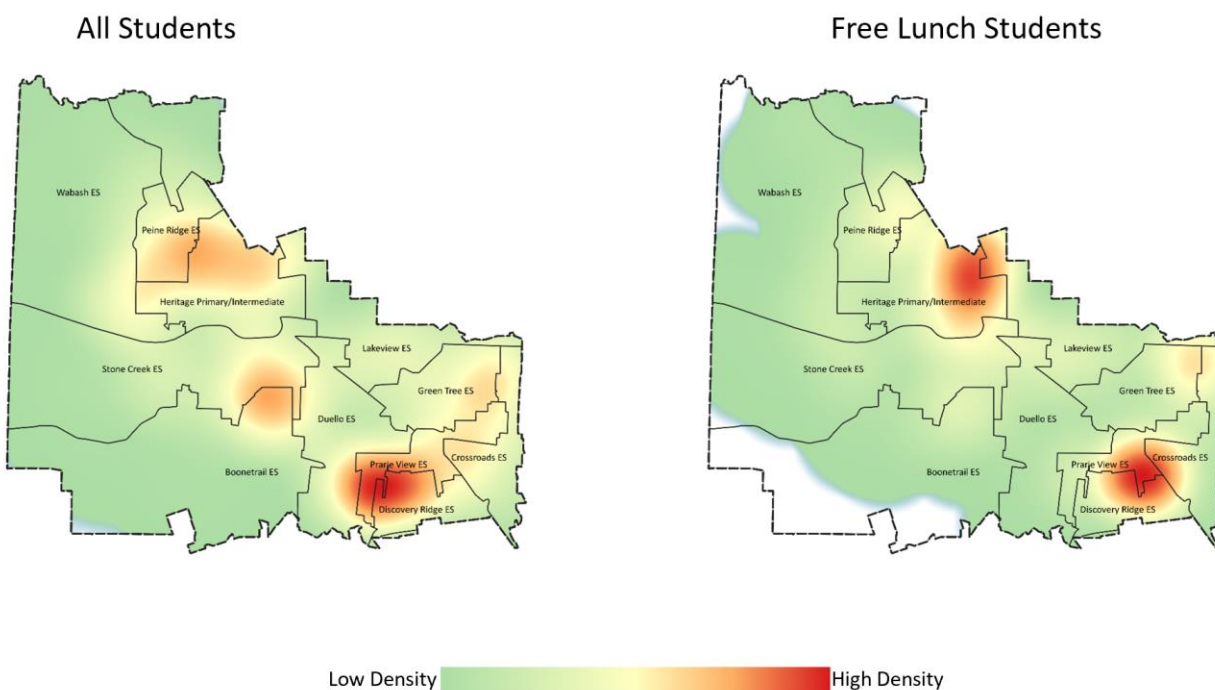 All Students
Free Lunch Students
Wabash ES
Peine Ridge ES
Heritage Primary/Intermediate
Stone Creek ES
Lakeview ES
Green Tree ES
Duello ES
Boonetrail ES
Prarie View ES
Crossroads ES
Discovery Ridge ES
Wabash ES
Peine Ridge ES
Heritage Primary/Intermediate
Stone Creek ES
Lakeview ES
Green Tree ES
Duello ES
Boonetrail ES
Prarie View ES
Crossroads ES
Discovery Ridge ES
Low Density
High Density